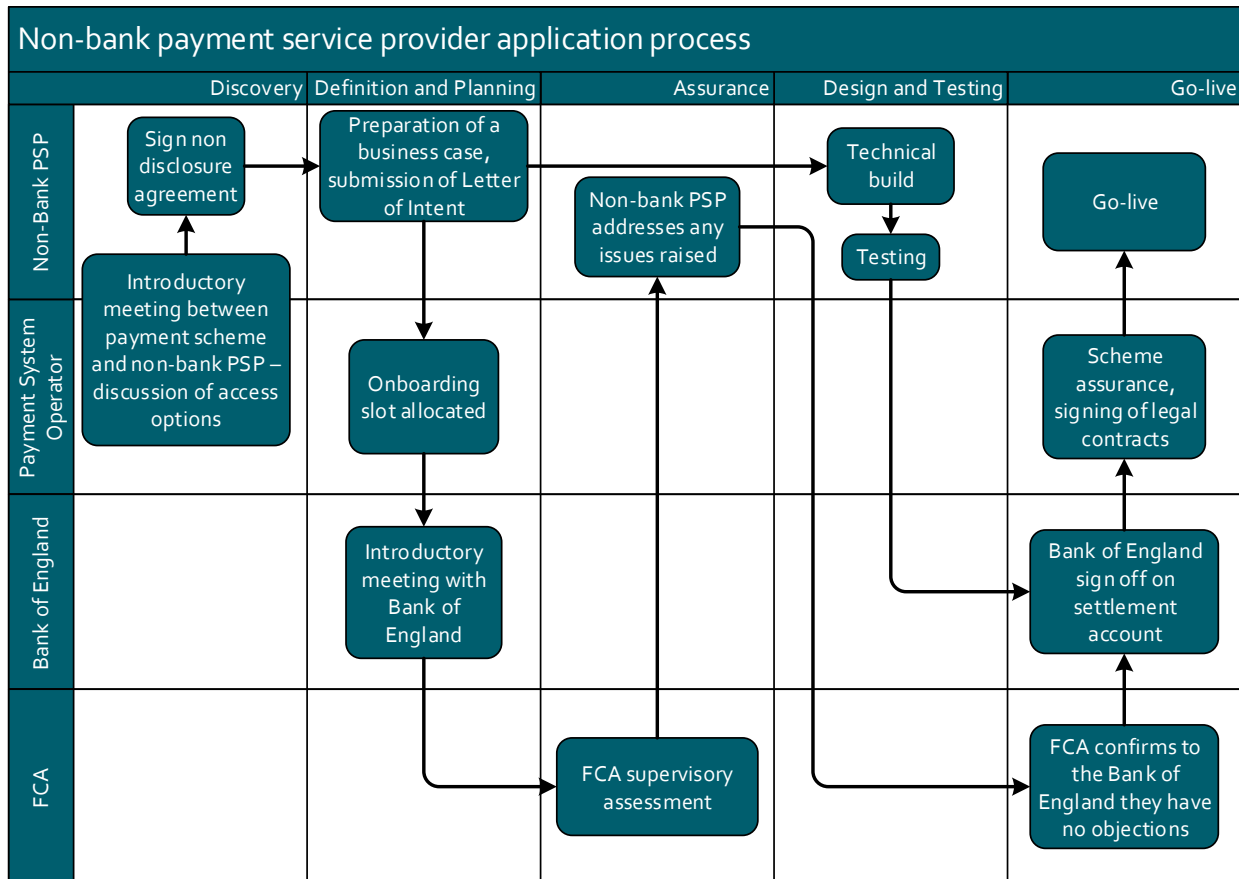 Non-bank payment service provider application process
Discovery
Definition and Planning
Assurance
Design and Testing
Go-live
Non-Bank PSP
Sign non
disclosure
agreement
Preparation of a
business case,
submission of Letter
of Intent
Non-bank PSP
addresses any
issues raised
Technical
build
Testing
Go-live
Introductory
meeting between
payment scheme
and non-bank PSP –
discussion of access
options
Payment System
Operator
Onboarding
slot allocated
Scheme
assurance,
signing of legal
contracts
Bank of England
Introductory
meeting with
Bank of
England
Bank of England
sign off on
settlement
account
FCA
FCA supervisory
assessment
FCA confirms to
the Bank of
England they have
no objections